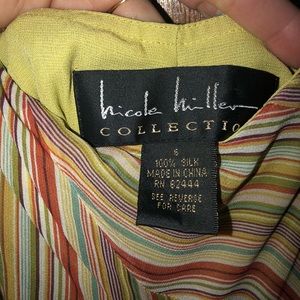 nicole miller
COLLECTIO
6
100% SILK
MADE IN CHINA
RN 62444
SEE REVERSE
FOR CARE